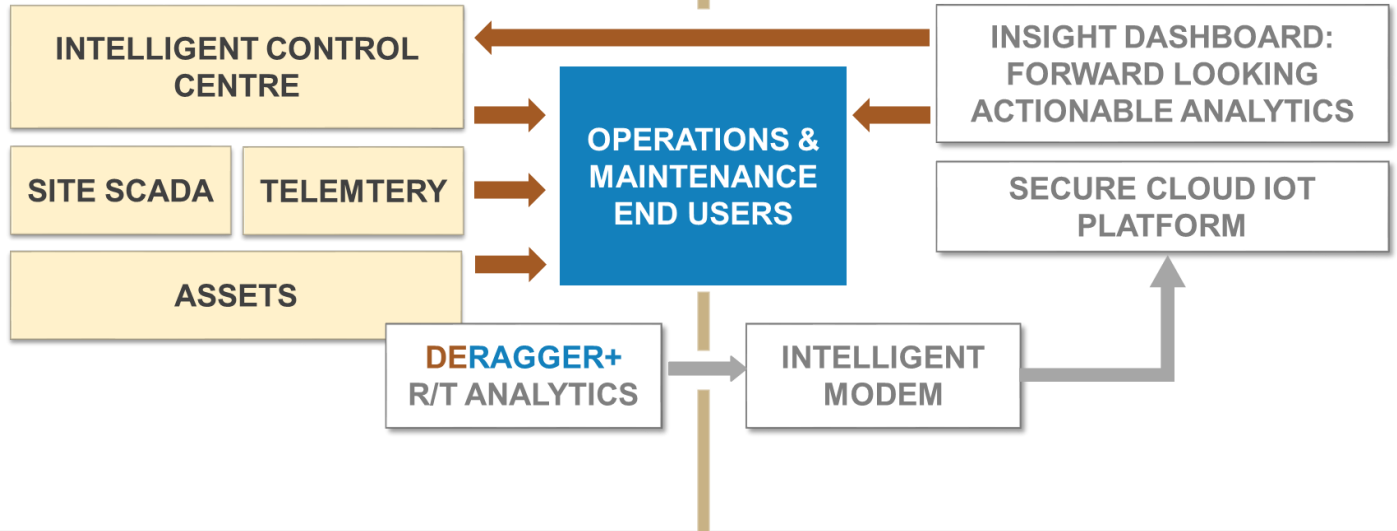 INTELLIGENT CONTROL
CENTRE
SITE SCADA
TELEMTERY
ASSETS
OPERATIONS &
MAINTENANCE
END USERS
INSIGHT DASHBOARD:
FORWARD LOOKING
ACTIONABLE ANALYTICS
SECURE CLOUD IOT
PLATFORM
DERAGGER+
R/T ANALYTICS
INTELLIGENT
MODEM